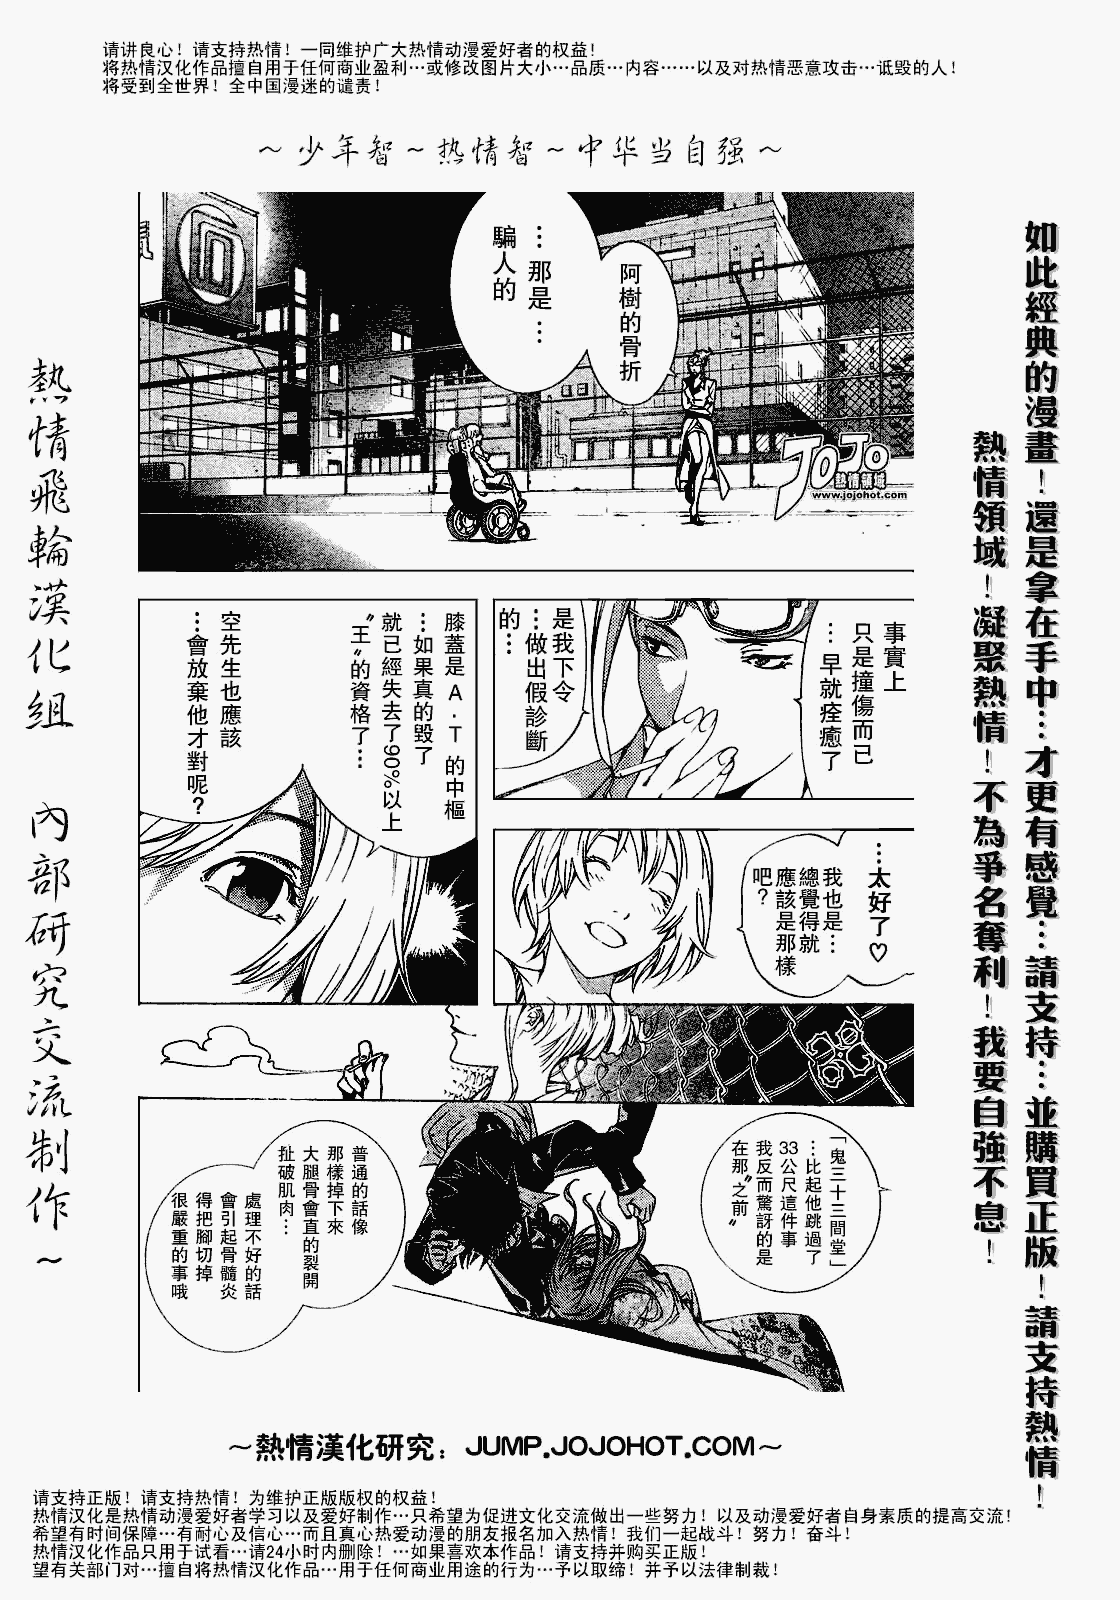 请讲良心！请支持热情！一同维护广大热情动漫爱好者的权益！
将热情汉化作品擅自用于任何商业盈利…或修改图片大小…品质…内容……以及对热情恶意攻击…诋毁的人！
将受到全世界！全中国漫迷的谴责！
～少年智～热情智～中华当自强～
如此經典的漫畫！還是拿在手中…才更有感覺…請支持…並購買正版！請支持熱情！
熱情領域！凝聚熱情！不為爭名奪利！我要自強不息！
熱情飛輪漢化組 內部研究交流制作～
阿樹的骨折
…那是…
騙人的
JOJO
熱情領域
www.jojohot.com
事實上
只是撞傷而已
…早就痊癒了
是我下令
…做出假診斷
的…
膝蓋是A.T的中樞
…如果真的毀了
就已經失去了90%以上
〝王〞的資格了…
空先生也應該
…會放棄他才對呢？
…太好了♡
我也是…
總覺得就
應該是那樣
吧？
「鬼三十三間堂」
…比起他跳過了
33公尺這件事
我反而驚訝的是
在那〝之前〞
普通的話像
那樣掉下來
大腿骨會直的裂開
扯破肌肉…
處理不好的話
會引起骨髓炎
得把腳切掉
很嚴重的事哦
～熱情漢化研究：JUMP.JOJOHOT.COM～
请支持正版！请支持热情！为维护正版版权的权益！
热情汉化是热情动漫爱好者学习以及爱好制作…只希望为促进文化交流做出一些努力！以及动漫爱好者自身素质的提高交流！
希望有时间保障…有耐心及信心…而且真心热爱动漫的朋友报名加入热情！我们一起战斗！努力！奋斗！
热情汉化作品只用于试看…请24小时内删除！…如果喜欢本作品！请支持并购买正版！
望有关部门对…擅自将热情汉化作品…用于任何商业用途的行为…予以取缔！并予以法律制裁！